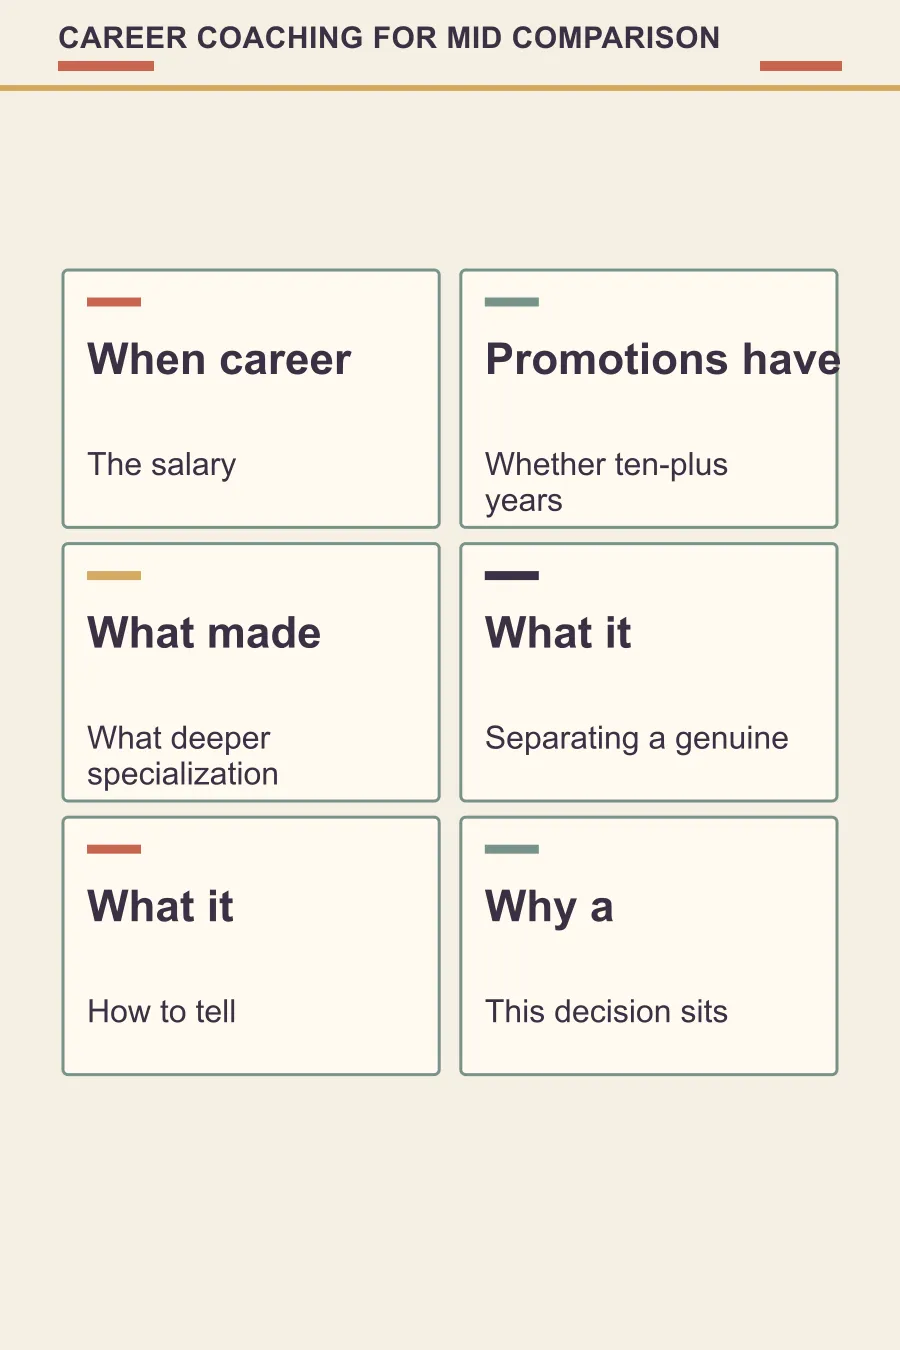 CAREER COACHING FOR MID COMPARISON
When career
The salary
Promotions have
Whether ten-plus
years
What made
What deeper
specialization
What it
Separating a genuine
What it
How to tell
Why a
This decision sits